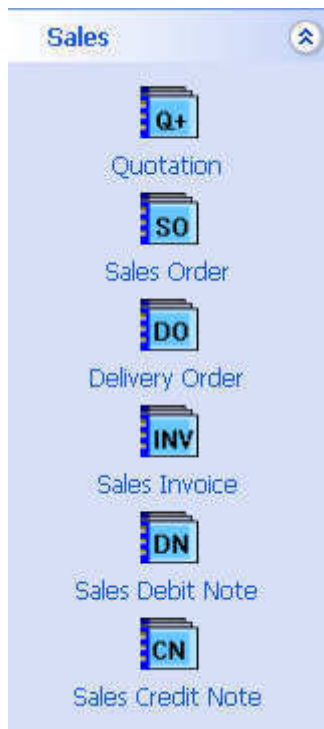 Sales
Q+
Quotation
SO
Sales Order
DO
Delivery Order
INV
Sales Invoice
DN
Sales Debit Note
CN
Sales Credit Note